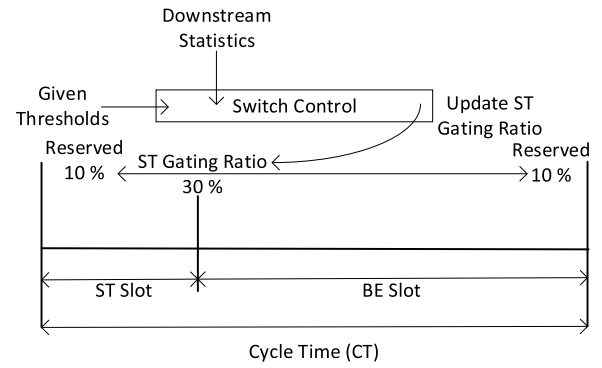 Downstream
Statistics
Given
Thresholds
Switch Control
Update ST
Gating Ratio
Reserved
10 %
ST Gating Ratio
30 %
Reserved
10 %
ST Slot
BE Slot
Cycle Time (CT)